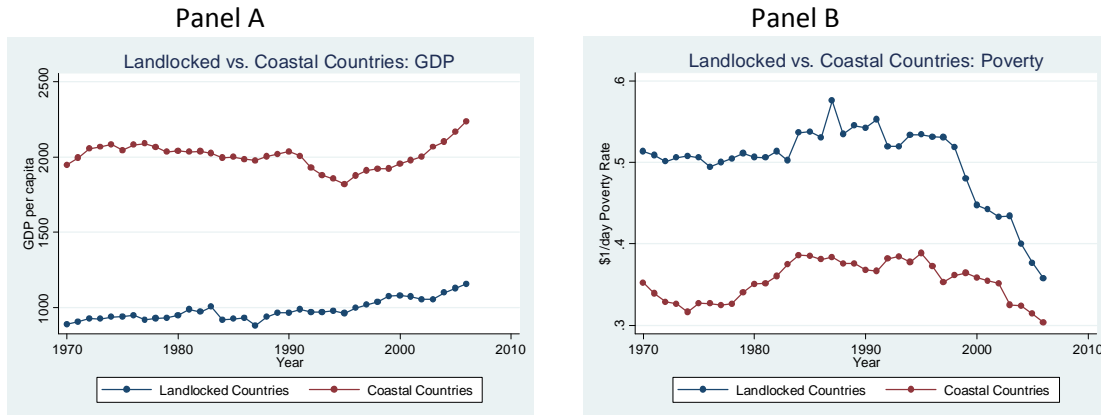 Panel A
Landlocked vs. Coastal Countries: GDP
2500
2000
1500
1000
GDP per capita
1970 1980 1990 2000 2010
Year
Landlocked Countries Coastal Countries
Panel B
Landlocked vs. Coastal Countries: Poverty
.6
.5
.4
.3
$1/day Poverty Rate
1970 1980 1990 2000 2010
Year
Landlocked Countries Coastal Countries